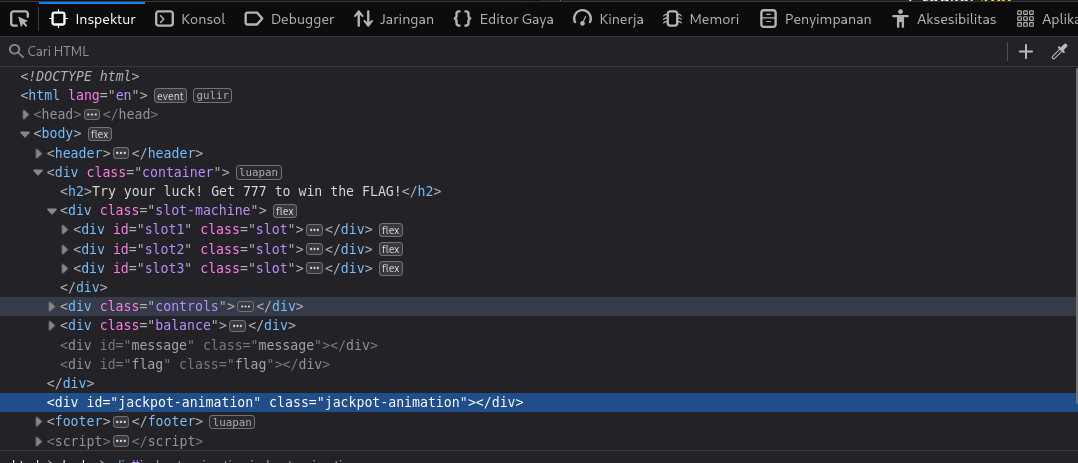 Inspektur Konsol Debugger Jaringan Editor Gaya Kinerja Memori Penyimpanan Aksesibilitas Aplika
Cari HTML
<!DOCTYPE html>
<html lang="en"> event gulir
<head> ••• </head>
<body> flex
<header> ••• </header>
<div class="container"> luapan
<h2>Try your luck! Get 777 to win the FLAG!</h2>
<div class="slot-machine"> flex
<div id="slot1" class="slot"> ••• </div> flex
<div id="slot2" class="slot"> ••• </div> flex
<div id="slot3" class="slot"> ••• </div> flex
</div>
<div class="controls"> ••• </div>
<div class="balance"> ••• </div>
<div id="message" class="message"></div>
<div id="flag" class="flag"></div>
</div>
<div id="jackpot-animation" class="jackpot-animation"></div>
<footer> ••• </footer> luapan
<script> ••• </script>